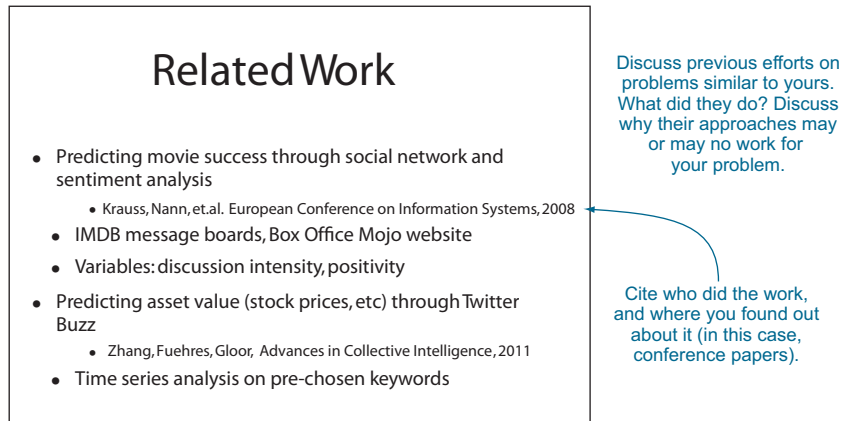 Related Work
• Predicting movie success through social network and
sentiment analysis
• Krauss, Nann, et.al. European Conference on Information Systems, 2008
• IMDB message boards, Box Office Mojo website
• Variables: discussion intensity, positivity
• Predicting asset value (stock prices, etc) through Twitter
Buzz
• Zhang, Fuehres, Gloor, Advances in Collective Intelligence, 2011
• Time series analysis on pre-chosen keywords
Discuss previous efforts on
problems similar to yours.
What did they do? Discuss
why their approaches may
or may no work for
your problem.
Cite who did the work,
and where you found out
about it (in this case,
conference papers).